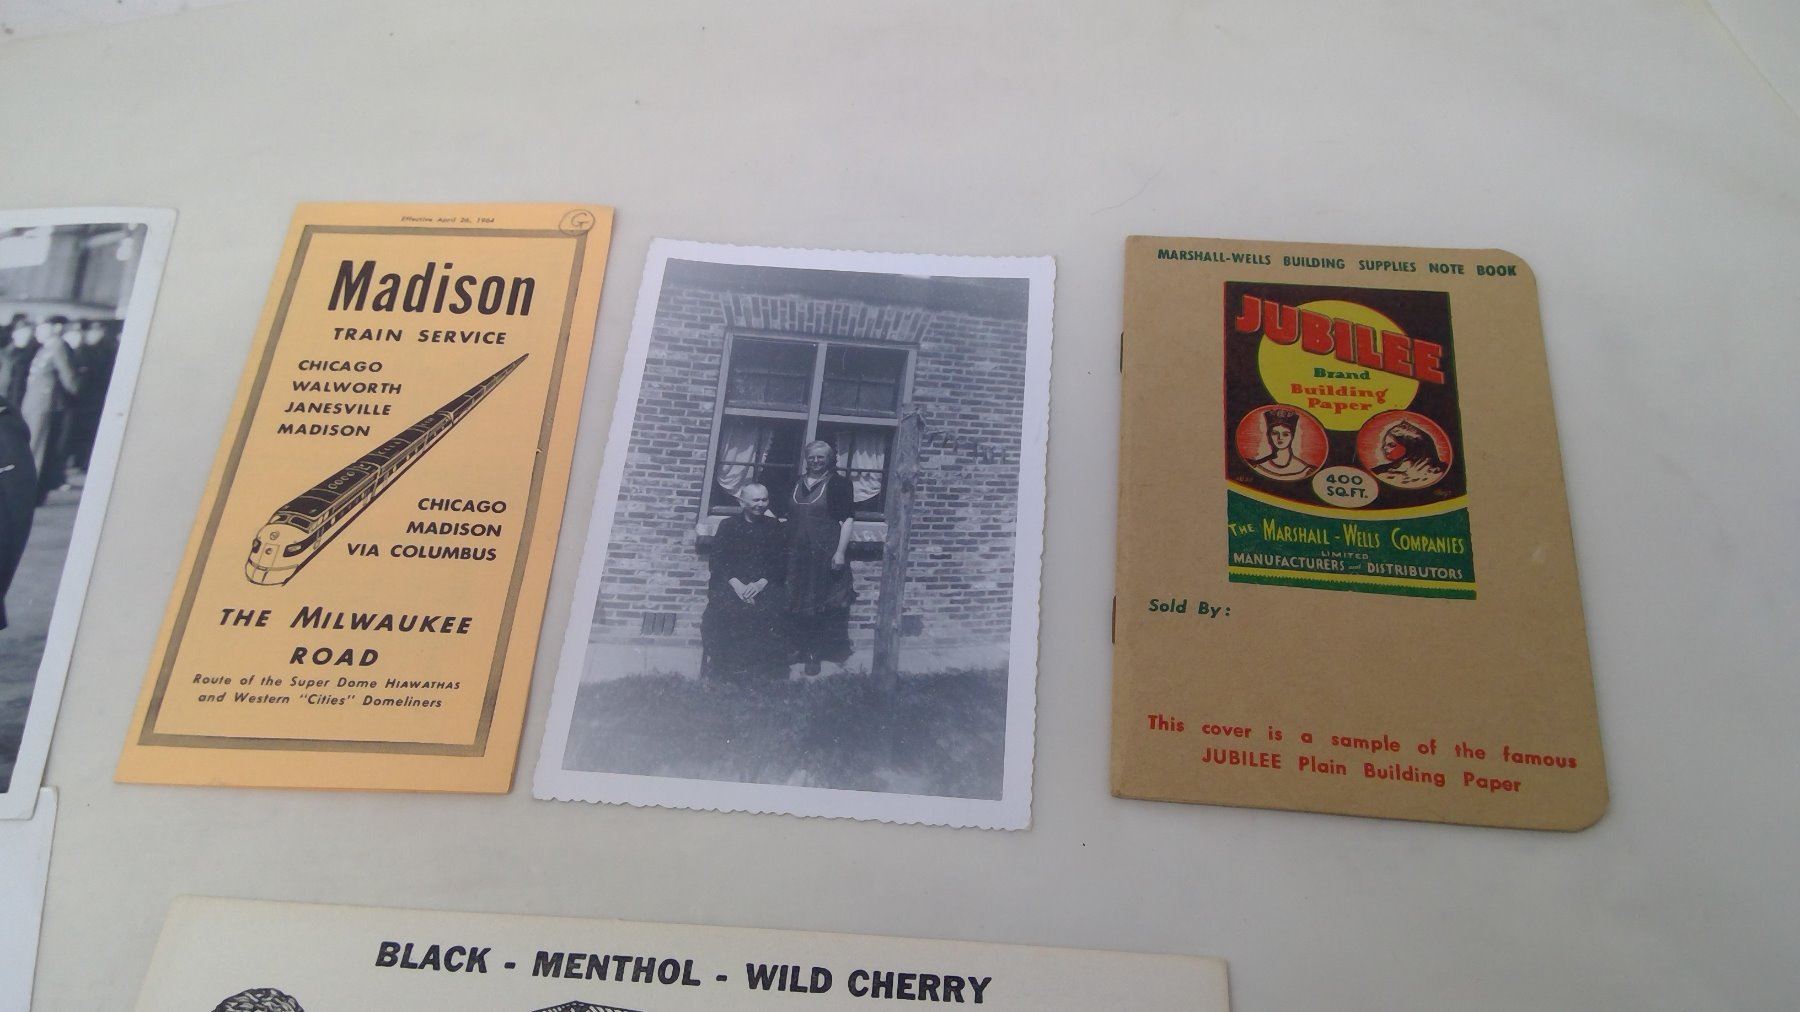 Effective April 26, 1964
G
Madison
TRAIN SERVICE
CHICAGO
WALWORTH
JANESVILLE
MADISON
CHICAGO
MADISON
VIA COLUMBUS
THE MILWAUKEE
ROAD
Route of the Super Dome HIAWATHAS
and Western "Cities" Domeliners
MARSHALL-WELLS BUILDING SUPPLIES NOTE BOOK
JUBILEE
Brand
Building
Paper
400
SQ.FT.
THE MARSHALL-WELLS COMPANIES
LIMITED
MANUFACTURERS and DISTRIBUTORS
Sold By:
This cover is a sample of the famous
JUBILEE Plain Building Paper
BLACK - MENTHOL - WILD CHERRY